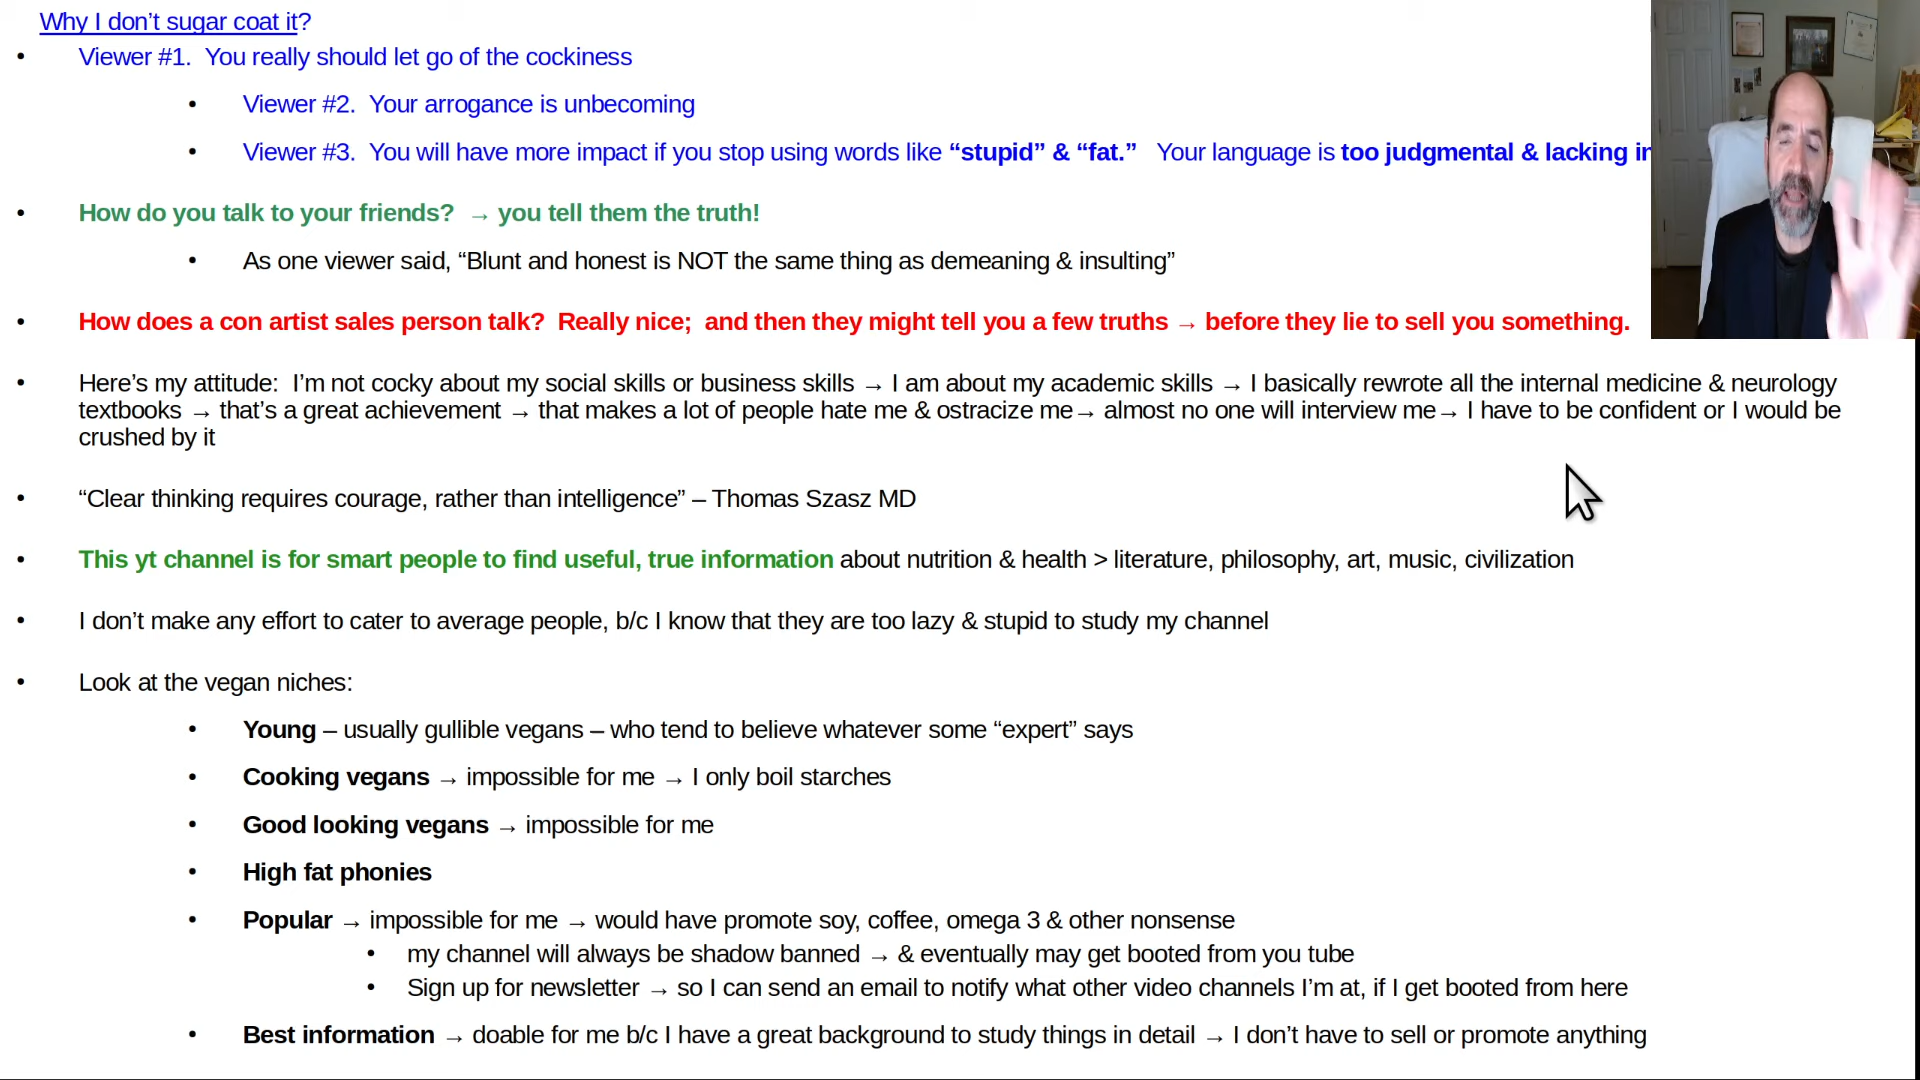 Why I don’t sugar coat it?
• Viewer #1.  You really should let go of the cockiness
• Viewer #2.  Your arrogance is unbecoming
• Viewer #3.  You will have more impact if you stop using words like “stupid” & “fat.”   Your language is too judgmental & lacking in
• How do you talk to your friends?  → you tell them the truth!
• As one viewer said, “Blunt and honest is NOT the same thing as demeaning & insulting”
• How does a con artist sales person talk?  Really nice;  and then they might tell you a few truths → before they lie to sell you something.
• Here’s my attitude:  I’m not cocky about my social skills or business skills → I am about my academic skills → I basically rewrote all the internal medicine & neurology
textbooks → that’s a great achievement → that makes a lot of people hate me & ostracize me→ almost no one will interview me→ I have to be confident or I would be
crushed by it
• “Clear thinking requires courage, rather than intelligence” – Thomas Szasz MD
• This yt channel is for smart people to find useful, true information about nutrition & health > literature, philosophy, art, music, civilization
• I don’t make any effort to cater to average people, b/c I know that they are too lazy & stupid to study my channel
• Look at the vegan niches:
• Young – usually gullible vegans – who tend to believe whatever some “expert” says
• Cooking vegans → impossible for me → I only boil starches
• Good looking vegans → impossible for me
• High fat phonies
• Popular → impossible for me → would have promote soy, coffee, omega 3 & other nonsense
• my channel will always be shadow banned → & eventually may get booted from you tube
• Sign up for newsletter → so I can send an email to notify what other video channels I’m at, if I get booted from here
• Best information → doable for me b/c I have a great background to study things in detail → I don’t have to sell or promote anything